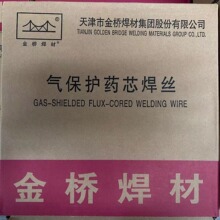 金桥焊材
天津市金桥焊材集团股份有限公司
TIANJIN GOLDEN BRIDGE WELDING MATERIALS GROUP CO.,LTD.
气保护药芯焊丝
GAS-SHIELDED FLUX-CORED WELDING WIRE
金桥焊材